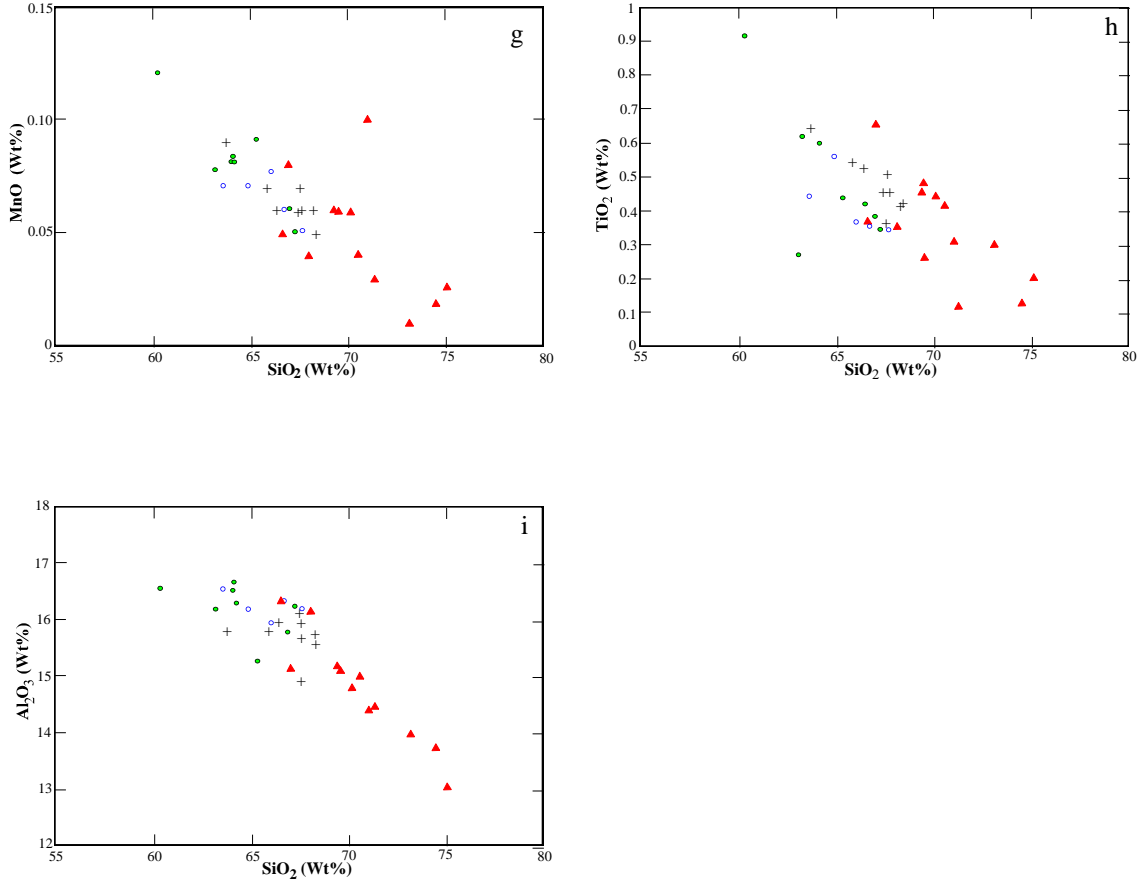 g
MnO (Wt%)
0.15
0.10
0.05
0
55 60 65 70 75 80
SiO₂ (Wt%)
h
TiO₂ (Wt%)
1
0.9
0.8
0.7
0.6
0.5
0.4
0.3
0.2
0.1
0
55 60 65 70 75 80
SiO₂ (Wt%)
i
Al₂O₃ (Wt%)
18
17
16
15
14
13
12
55 60 65 70 75 80
SiO₂ (Wt%)